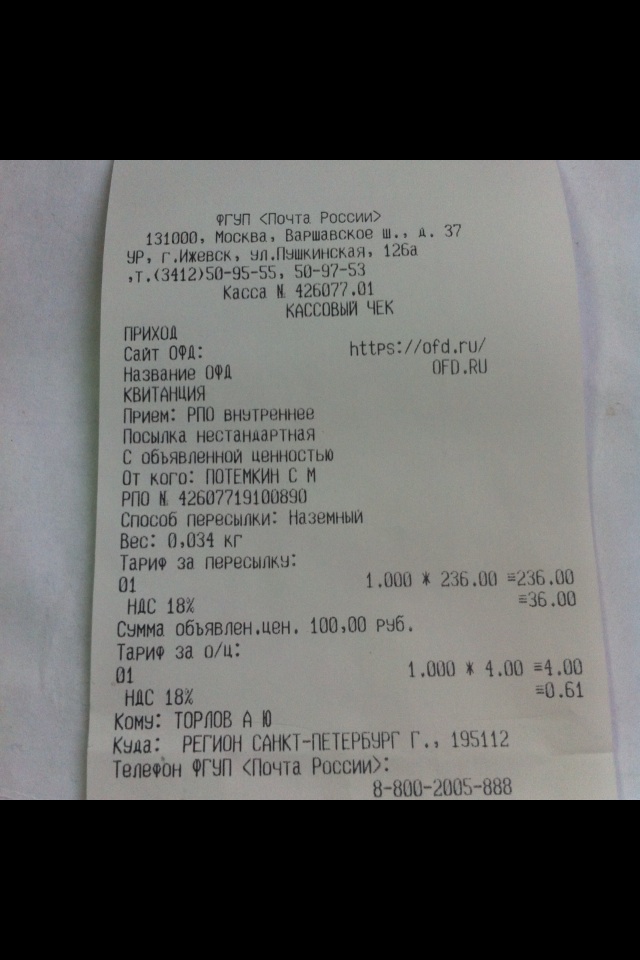 ФГУП <Почта России>
131000, Москва, Варшавское ш., д. 37
УР, г.Ижевск, ул.Пушкинская, 126а
,т.(3412)50-95-55, 50-97-53
Касса № 426077.01
КАССОВЫЙ ЧЕК
ПРИХОД
Сайт ОФД: https://ofd.ru/
Название ОФД OFD.RU
КВИТАНЦИЯ
Прием: РПО внутреннее
Посылка нестандартная
С объявленной ценностью
От кого: ПОТЕМКИН С М
РПО № 42607719100890
Способ пересылки: Наземный
Вес: 0,034 кг
Тариф за пересылку:
01 1.000 * 236.00 =236.00
НДС 18% =36.00
Сумма объявлен.цен. 100,00 руб.
Тариф за о/ц:
01 1.000 * 4.00 =4.00
НДС 18% =0.61
Кому: ТОРЛОВ А Ю
Куда: РЕГИОН САНКТ-ПЕТЕРБУРГ Г., 195112
Телефон ФГУП <Почта России>:
8-800-2005-888